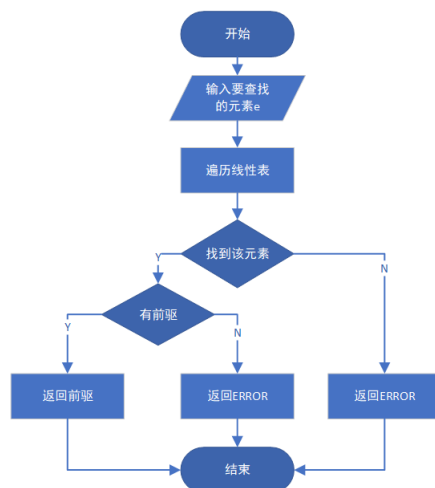 开始
输入要查找
的元素e
遍历线性表
找到该元素
Y
N
有前驱
Y
N
返回前驱
返回ERROR
返回ERROR
结束